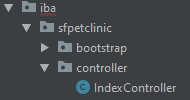 iba
sfpetclinic
bootstrap
controller
IndexController